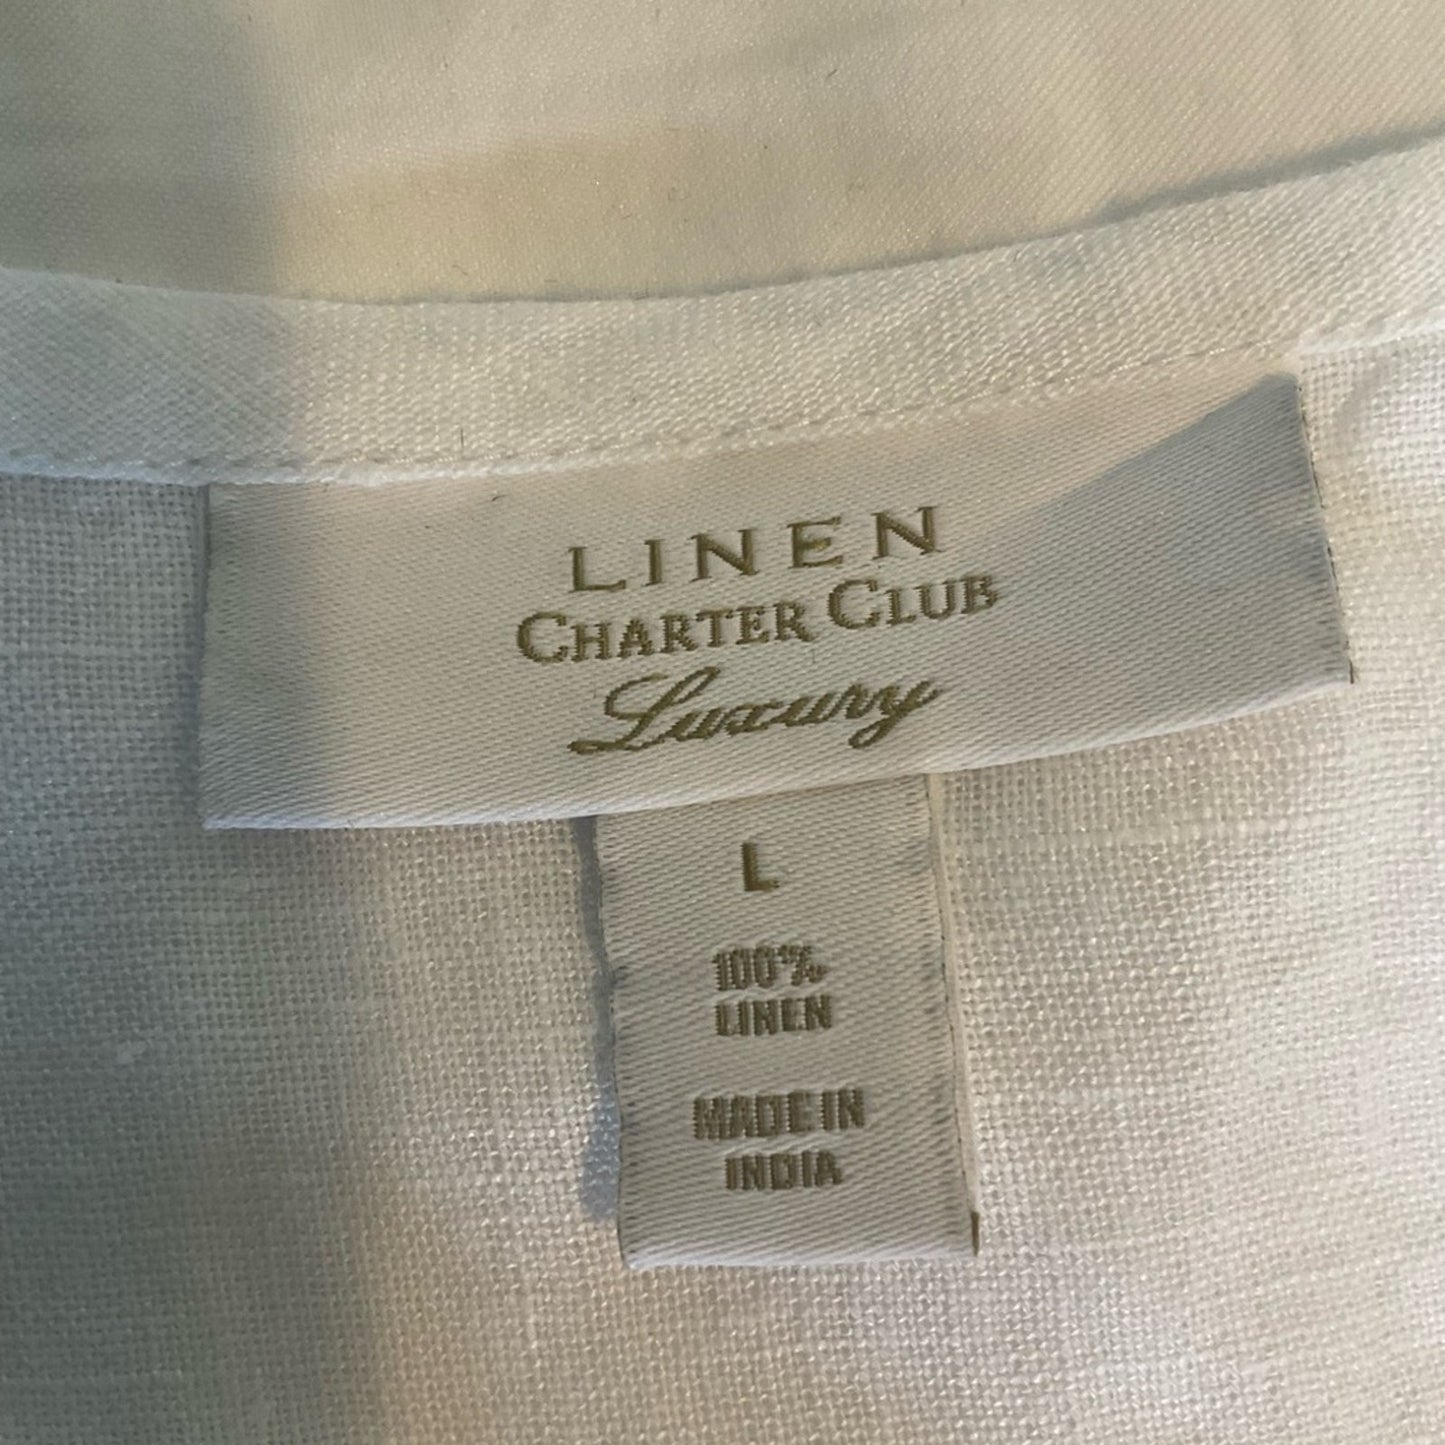 LINEN
CHARTER CLUB
Luxury
L
100%
LINEN
MADE IN
INDIA